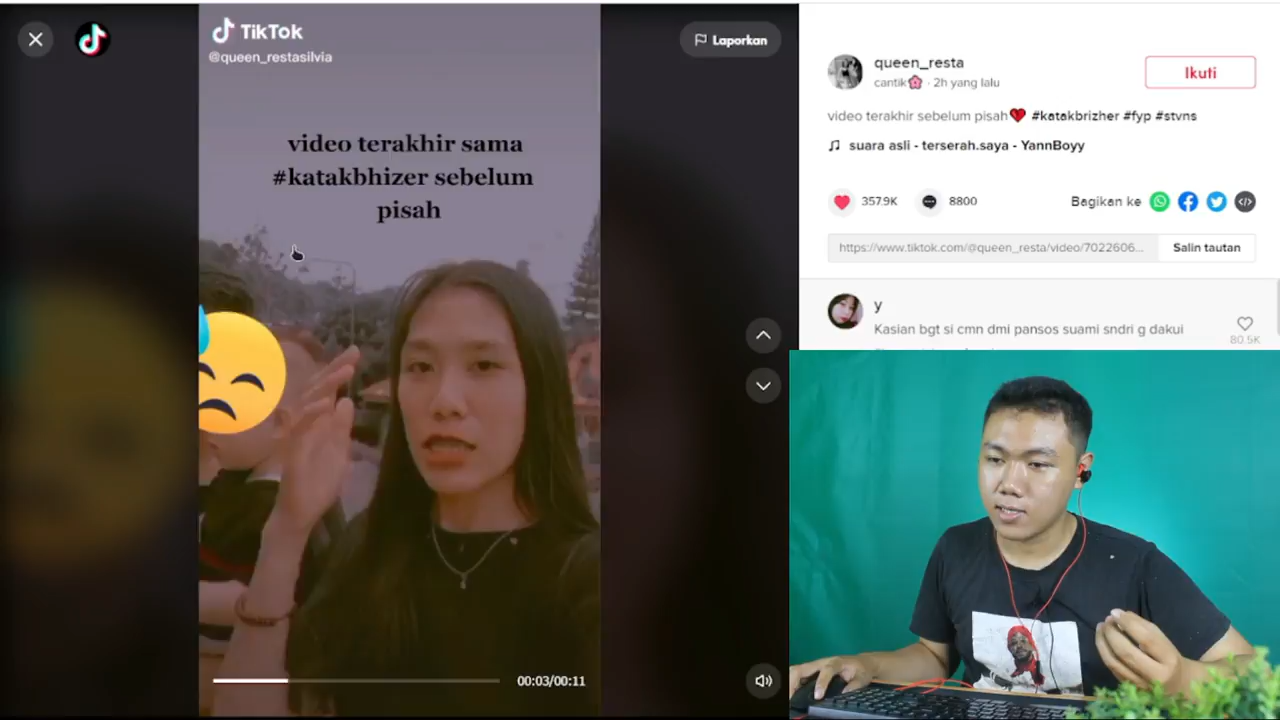 TikTok
@queen_restasilvia
Laporkan
video terakhir sama
#katakbhizer sebelum
pisah
00:03/00:11
queen_resta
cantik🌸 · 2h yang lalu
Ikuti
video terakhir sebelum pisah💔 #katakbrizher #fyp #stvns
♫ suara asli - terserah.saya - YannBoyy
357.9K
8800
Bagikan ke
https://www.tiktok.com/@queen_resta/video/7022606...
Salin tautan
y
Kasian bgt si cmn dmi pansos suami sndri g dakui
80.5K